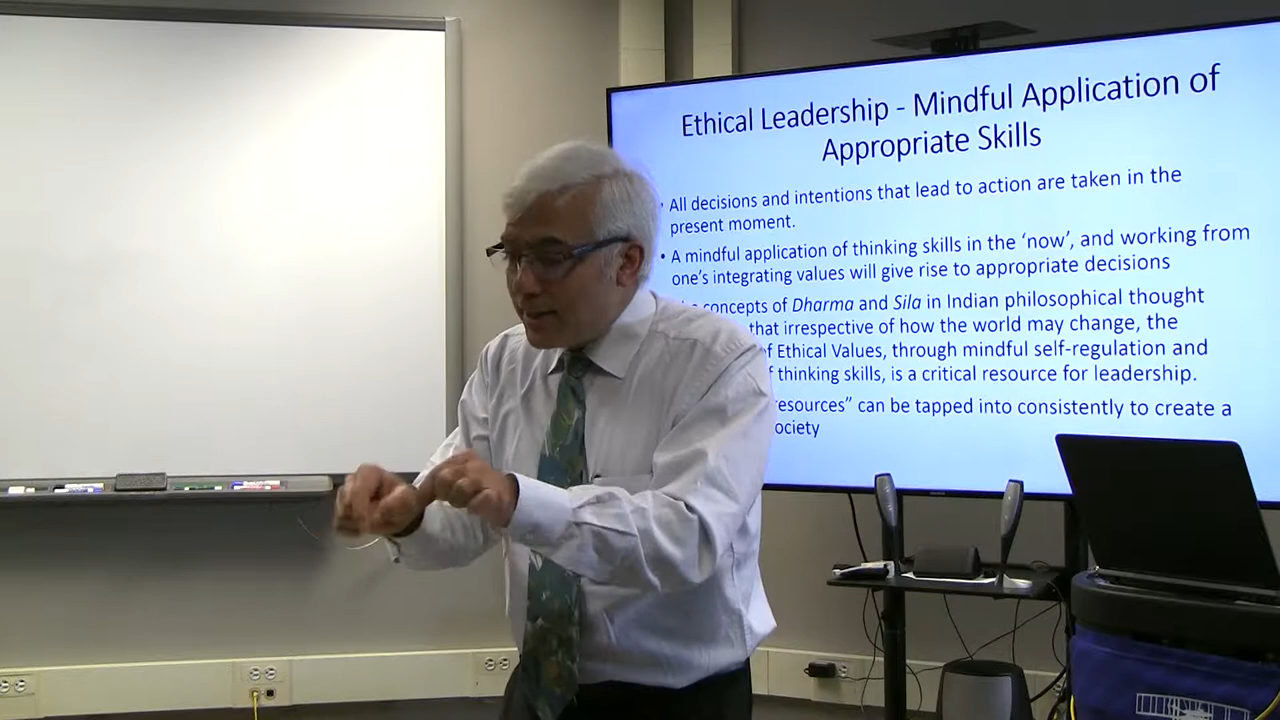 Ethical Leadership - Mindful Application of
Appropriate Skills
• All decisions and intentions that lead to action are taken in the
present moment.
• A mindful application of thinking skills in the 'now', and working from
one's integrating values will give rise to appropriate decisions
concepts of Dharma and Sila in Indian philosophical thought
that irrespective of how the world may change, the
of Ethical Values, through mindful self-regulation and
thinking skills, is a critical resource for leadership.
resources” can be tapped into consistently to create a